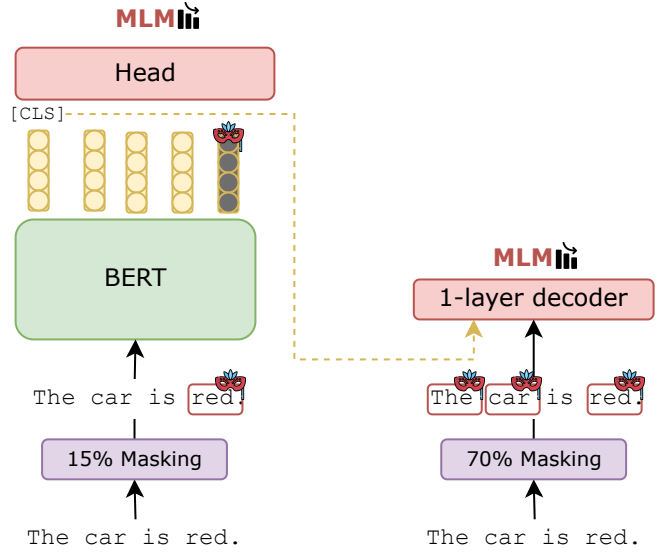 MLM
Head
[CLS]
BERT
The car is red.
15% Masking
The car is red.
MLM
1-layer decoder
The car is red.
70% Masking
The car is red.